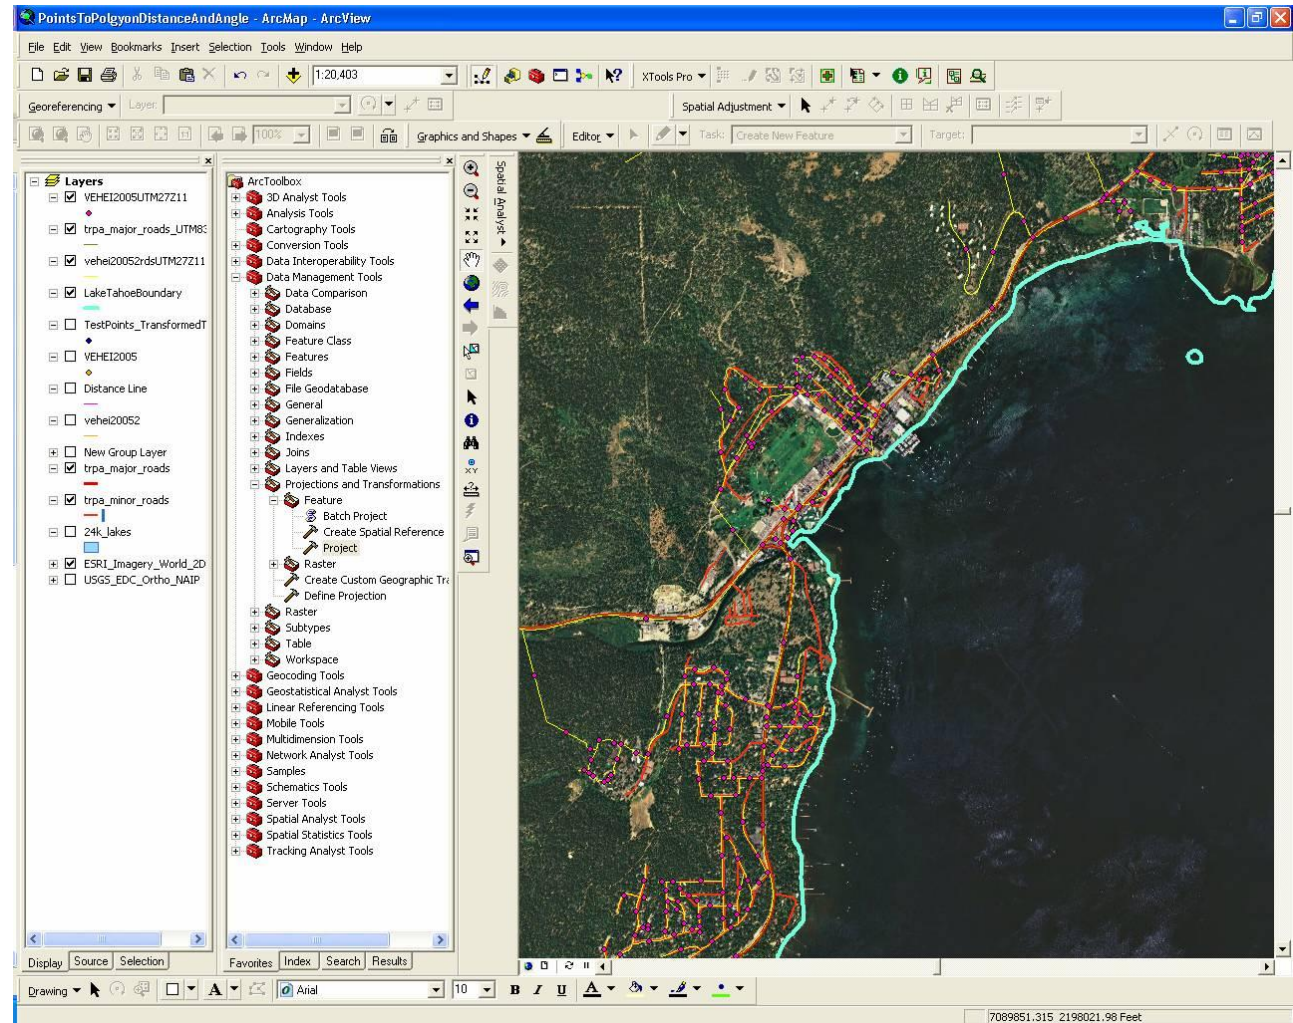 PointsToPolgyonDistanceAndAngle - ArcMap - ArcView
File Edit View Bookmarks Insert Selection Tools Window Help
1:20,403 XTools Pro
Georeferencing Layer: Spatial Adjustment
100% Graphics and Shapes Editor Task: Create New Feature Target:
Layers
VEHEI2005UTM27Z11
trpa_major_roads_UTM83
vehei20052rdsUTM27Z11
LakeTahoeBoundary
TestPoints_TransformedT
VEHEI2005
Distance Line
vehei20052
New Group Layer
trpa_major_roads
trpa_minor_roads
24k_lakes
ESRI_Imagery_World_2D
USGS_EDC_Ortho_NAIP
Display Source Selection
ArcToolbox
3D Analyst Tools
Analysis Tools
Cartography Tools
Conversion Tools
Data Interoperability Tools
Data Management Tools
Data Comparison
Database
Domains
Feature Class
Features
Fields
File Geodatabase
General
Generalization
Indexes
Joins
Layers and Table Views
Projections and Transformations
Feature
Batch Project
Create Spatial Reference
Project
Raster
Create Custom Geographic Tra
Define Projection
Raster
Subtypes
Table
Workspace
Geocoding Tools
Geostatistical Analyst Tools
Linear Referencing Tools
Mobile Tools
Multidimension Tools
Network Analyst Tools
Samples
Schematics Tools
Server Tools
Spatial Analyst Tools
Spatial Statistics Tools
Tracking Analyst Tools
Favorites Index Search Results
Spatial Analyst
XY
Drawing A Arial 10 B I U A
7089851.315 2198021.98 Feet